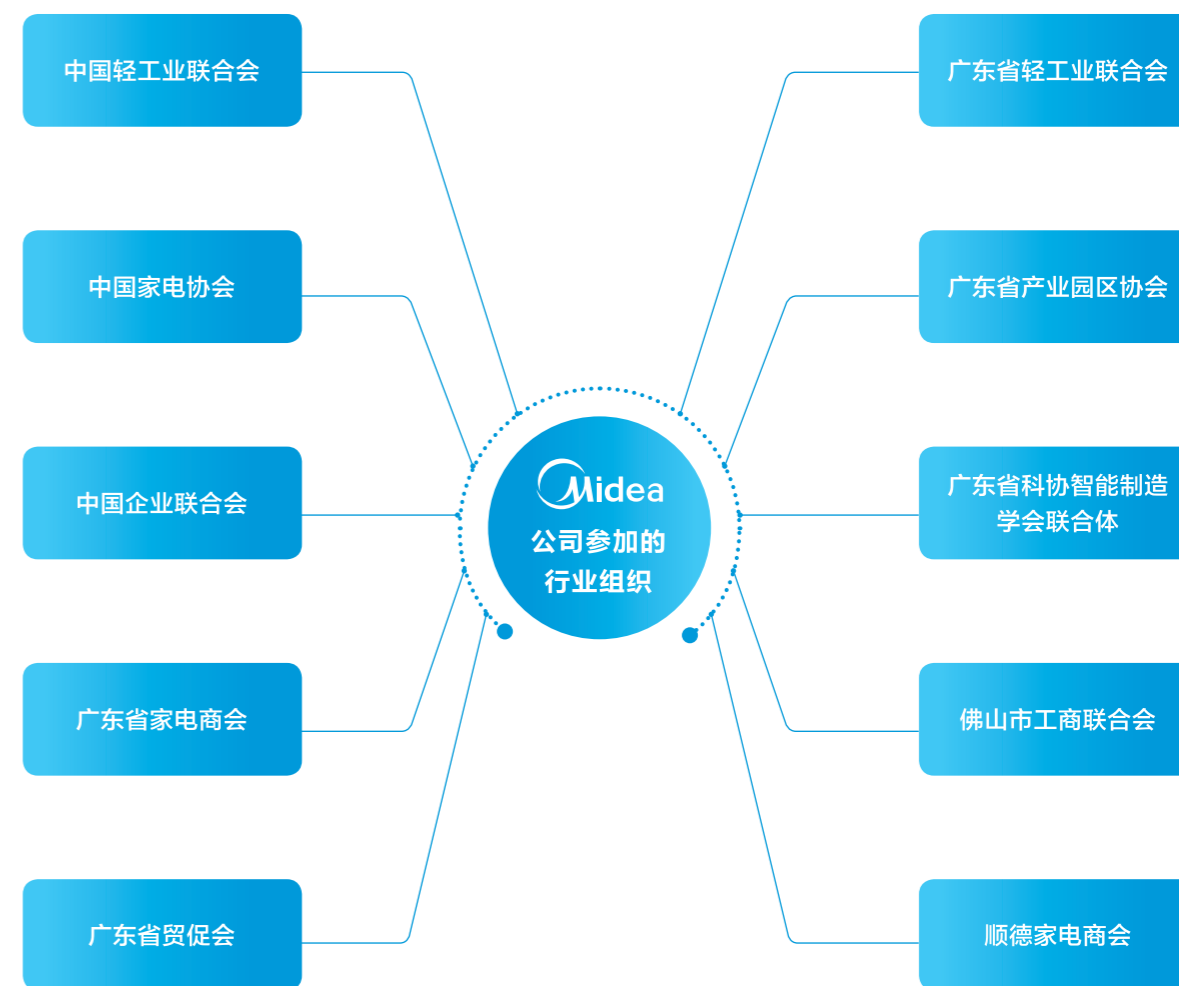 中国轻工业联合会
中国家电协会
中国企业联合会
广东省家电商会
广东省贸促会
Midea
公司参加的
行业组织
广东省轻工业联合会
广东省产业园区协会
广东省科协智能制造
学会联合体
佛山市工商联合会
顺德家电商会